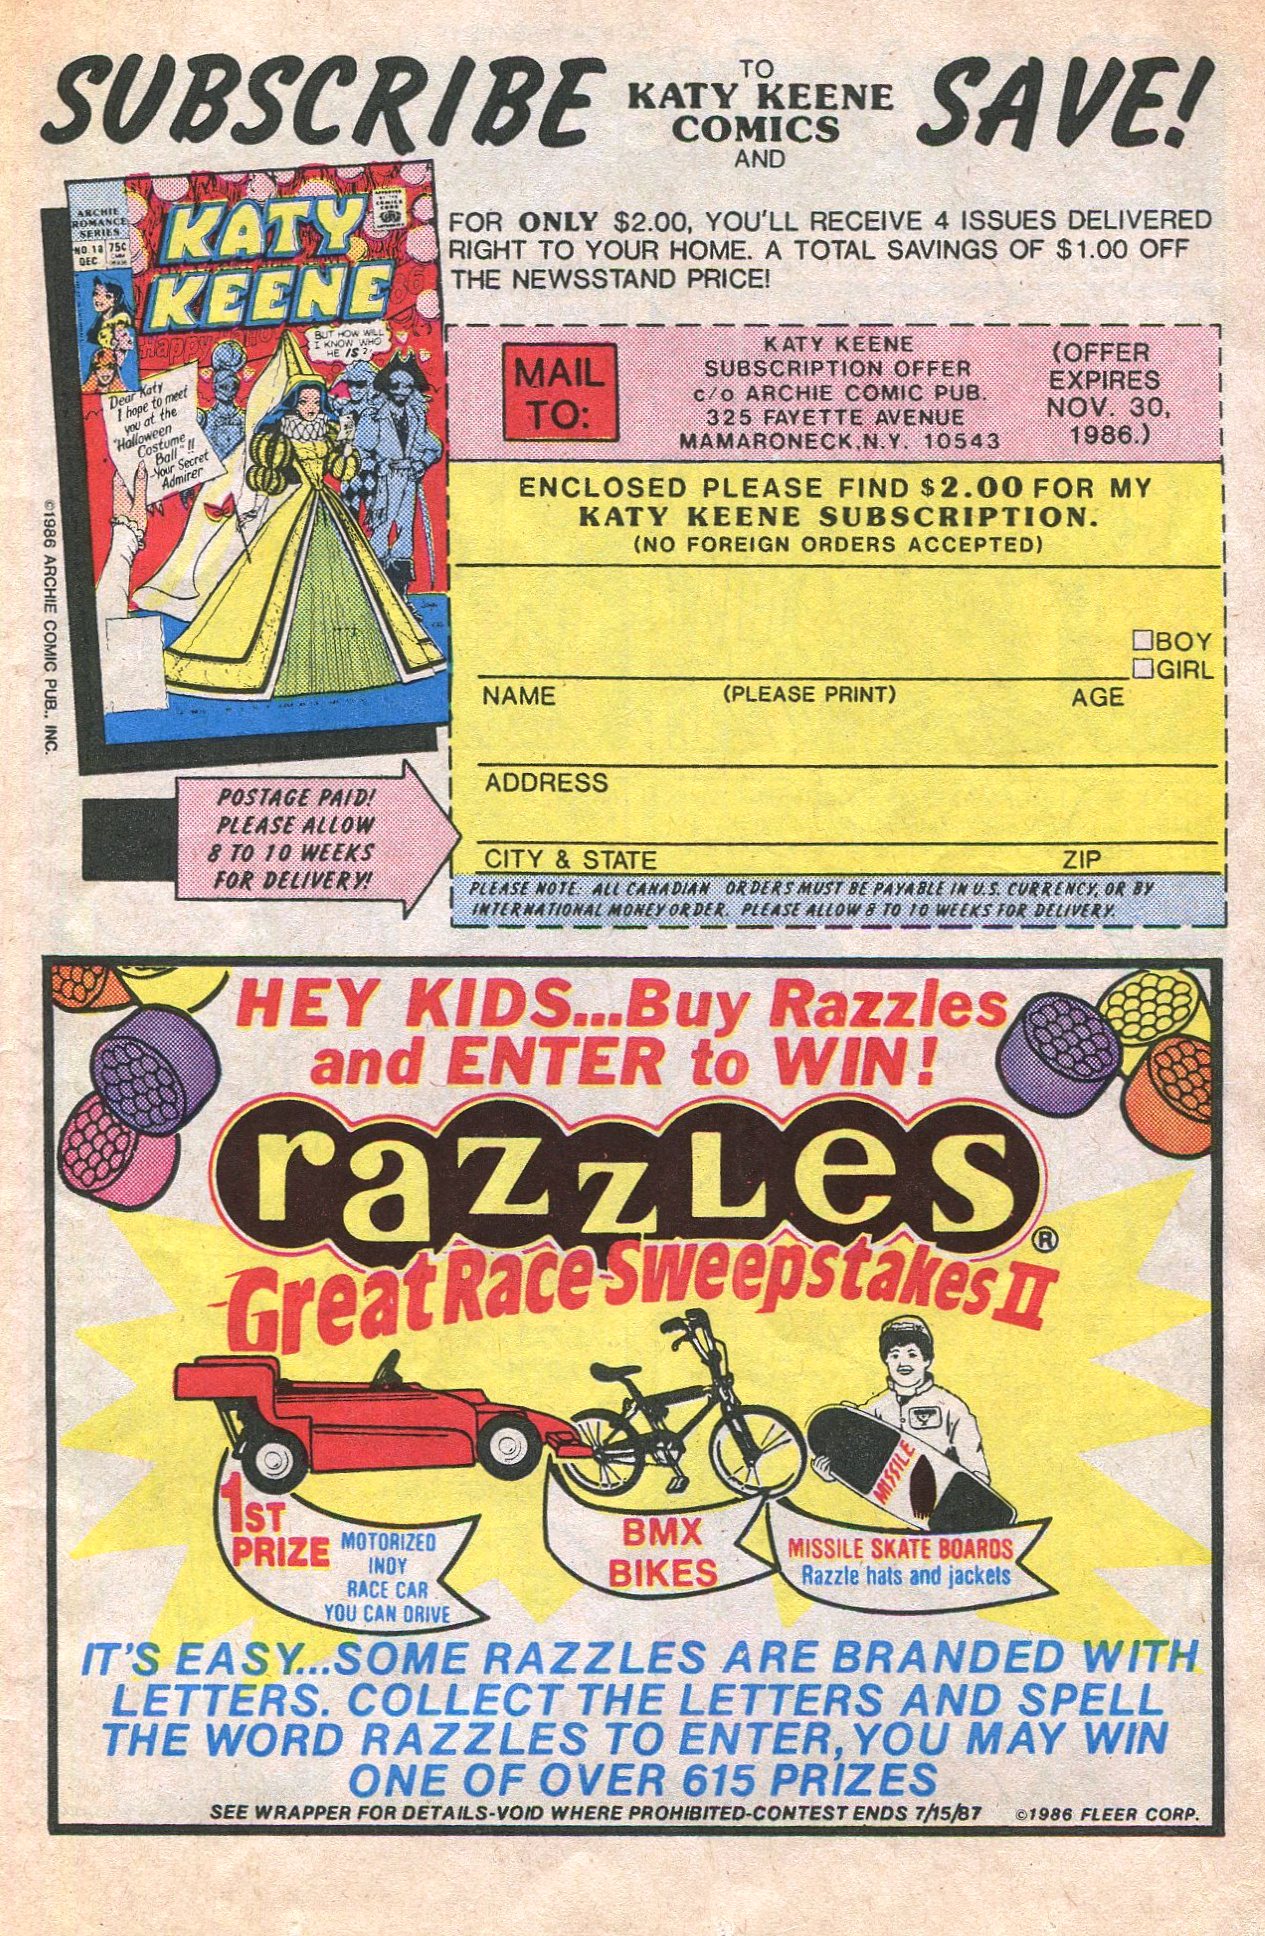 SUBSCRIBE TO KATY KEENE COMICS AND SAVE!
ARCHIE
ROMANCE
SERIES
NO. 18 75¢
DEC.
APPROVED
BY THE
COMICS
CODE
KATY
KEENE
BUT HOW WILL
I KNOW WHO
HE IS?
Dear Katy
I hope to meet
you at the
"Halloween
Costume
Ball"!!
-Your Secret
Admirer
©1986 ARCHIE COMIC PUB., INC.
FOR ONLY $2.00, YOU'LL RECEIVE 4 ISSUES DELIVERED
RIGHT TO YOUR HOME. A TOTAL SAVINGS OF $1.00 OFF
THE NEWSSTAND PRICE!
MAIL
TO:
KATY KEENE
SUBSCRIPTION OFFER
c/o ARCHIE COMIC PUB.
325 FAYETTE AVENUE
MAMARONECK, N.Y. 10543
(OFFER
EXPIRES
NOV. 30,
1986.)
ENCLOSED PLEASE FIND $2.00 FOR MY
KATY KEENE SUBSCRIPTION.
(NO FOREIGN ORDERS ACCEPTED)
BOY
GIRL
NAME (PLEASE PRINT) AGE
ADDRESS
CITY & STATE ZIP
POSTAGE PAID!
PLEASE ALLOW
8 TO 10 WEEKS
FOR DELIVERY!
PLEASE NOTE: ALL CANADIAN ORDERS MUST BE PAYABLE IN U.S. CURRENCY, OR BY
INTERNATIONAL MONEY ORDER. PLEASE ALLOW 8 TO 10 WEEKS FOR DELIVERY.
HEY KIDS...Buy Razzles
and ENTER to WIN!
razzLes®
Great Race Sweepstakes II
MISSILE
1ST
PRIZE
MOTORIZED
INDY
RACE CAR
YOU CAN DRIVE
BMX
BIKES
MISSILE SKATE BOARDS
Razzle hats and jackets
IT'S EASY...SOME RAZZLES ARE BRANDED WITH
LETTERS. COLLECT THE LETTERS AND SPELL
THE WORD RAZZLES TO ENTER, YOU MAY WIN
ONE OF OVER 615 PRIZES
SEE WRAPPER FOR DETAILS-VOID WHERE PROHIBITED-CONTEST ENDS 7/15/87 ©1986 FLEER CORP.